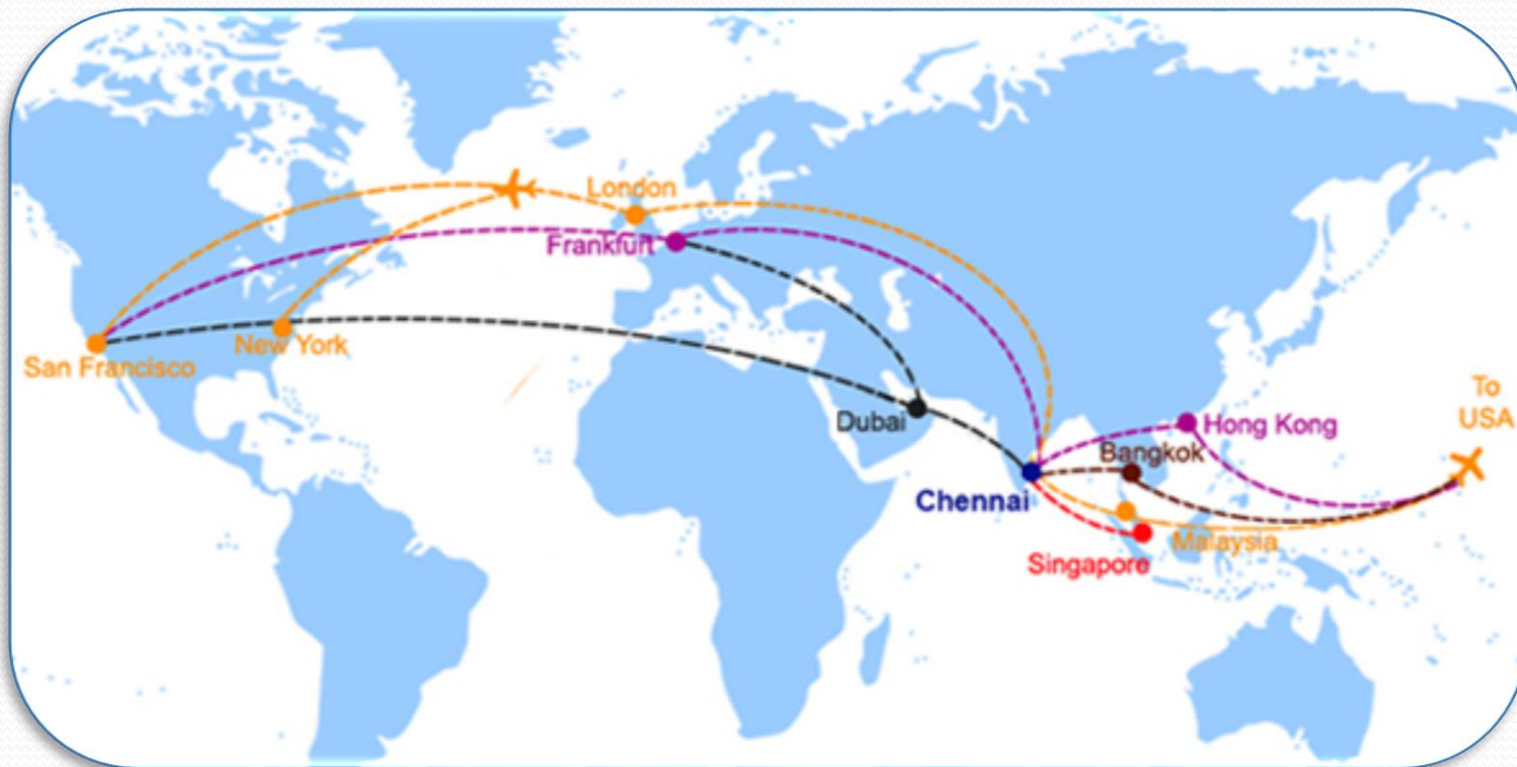 London
Frankfurt
New York
San Francisco
To
USA
Dubai
Hong Kong
Bangkok
Chennai
Malaysia
Singapore